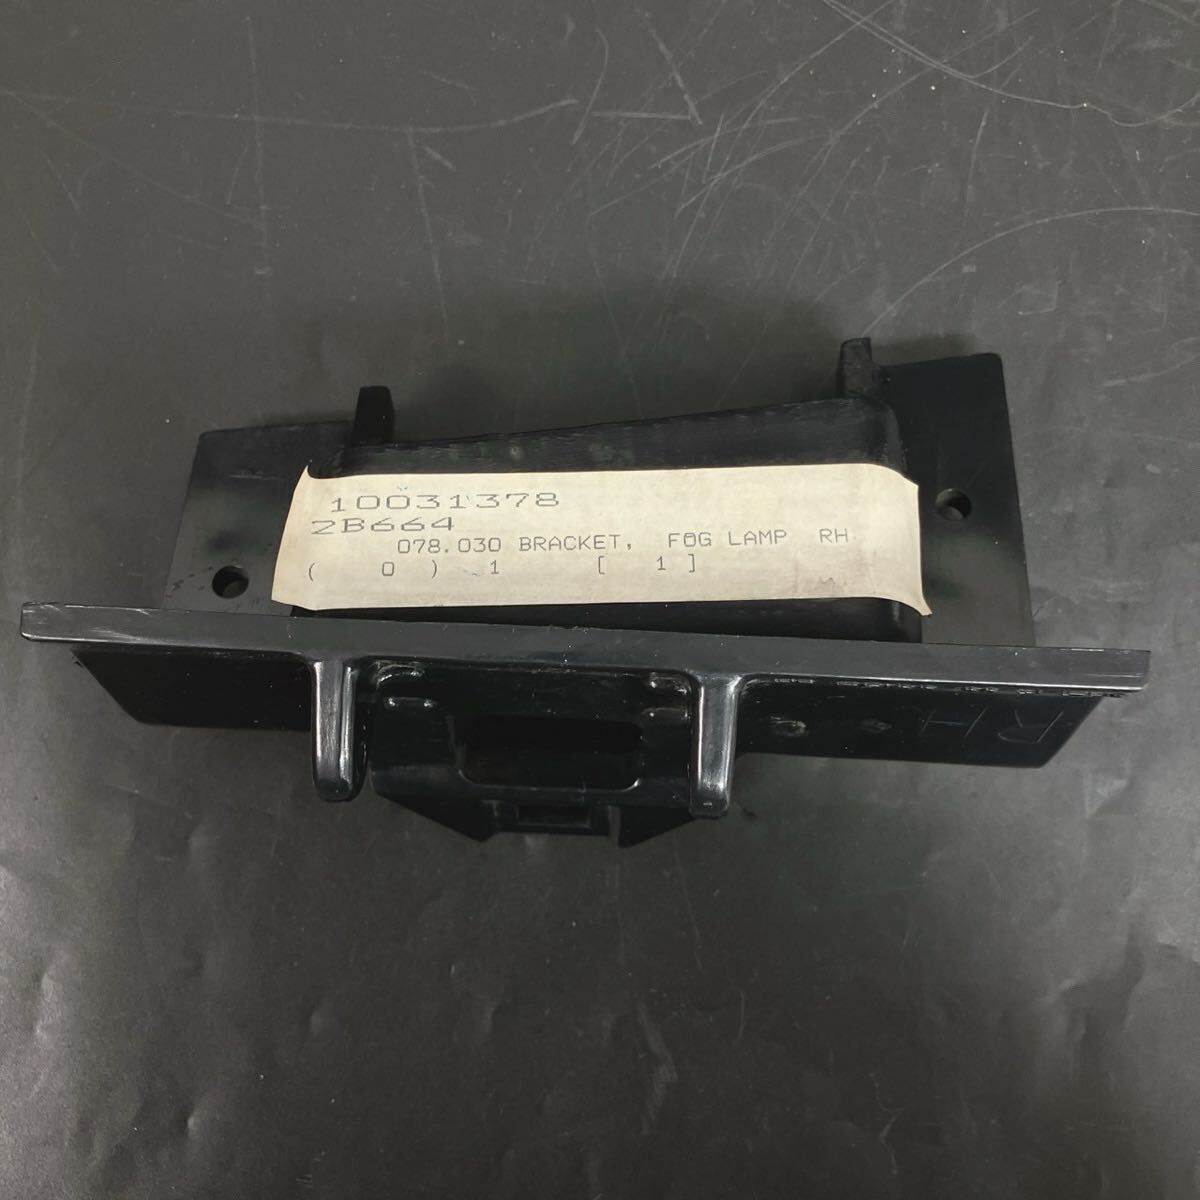 10031378
2B664
078.030 BRACKET, FOG LAMP RH
( 0 ) 1 [ 1 ]
RH